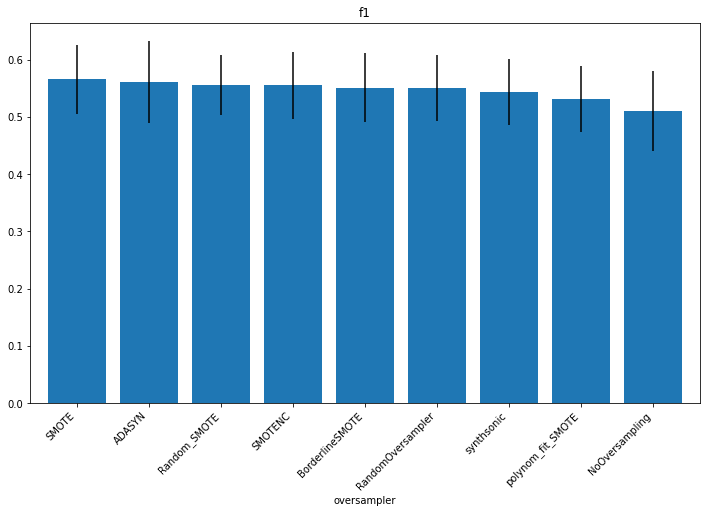 f1
0.6
0.5
0.4
0.3
0.2
0.1
0.0
SMOTE
ADASYN
Random_SMOTE
SMOTENC
BorderlineSMOTE
RandomOversampler
synthsonic
polynom_fit_SMOTE
NoOversampling
oversampler